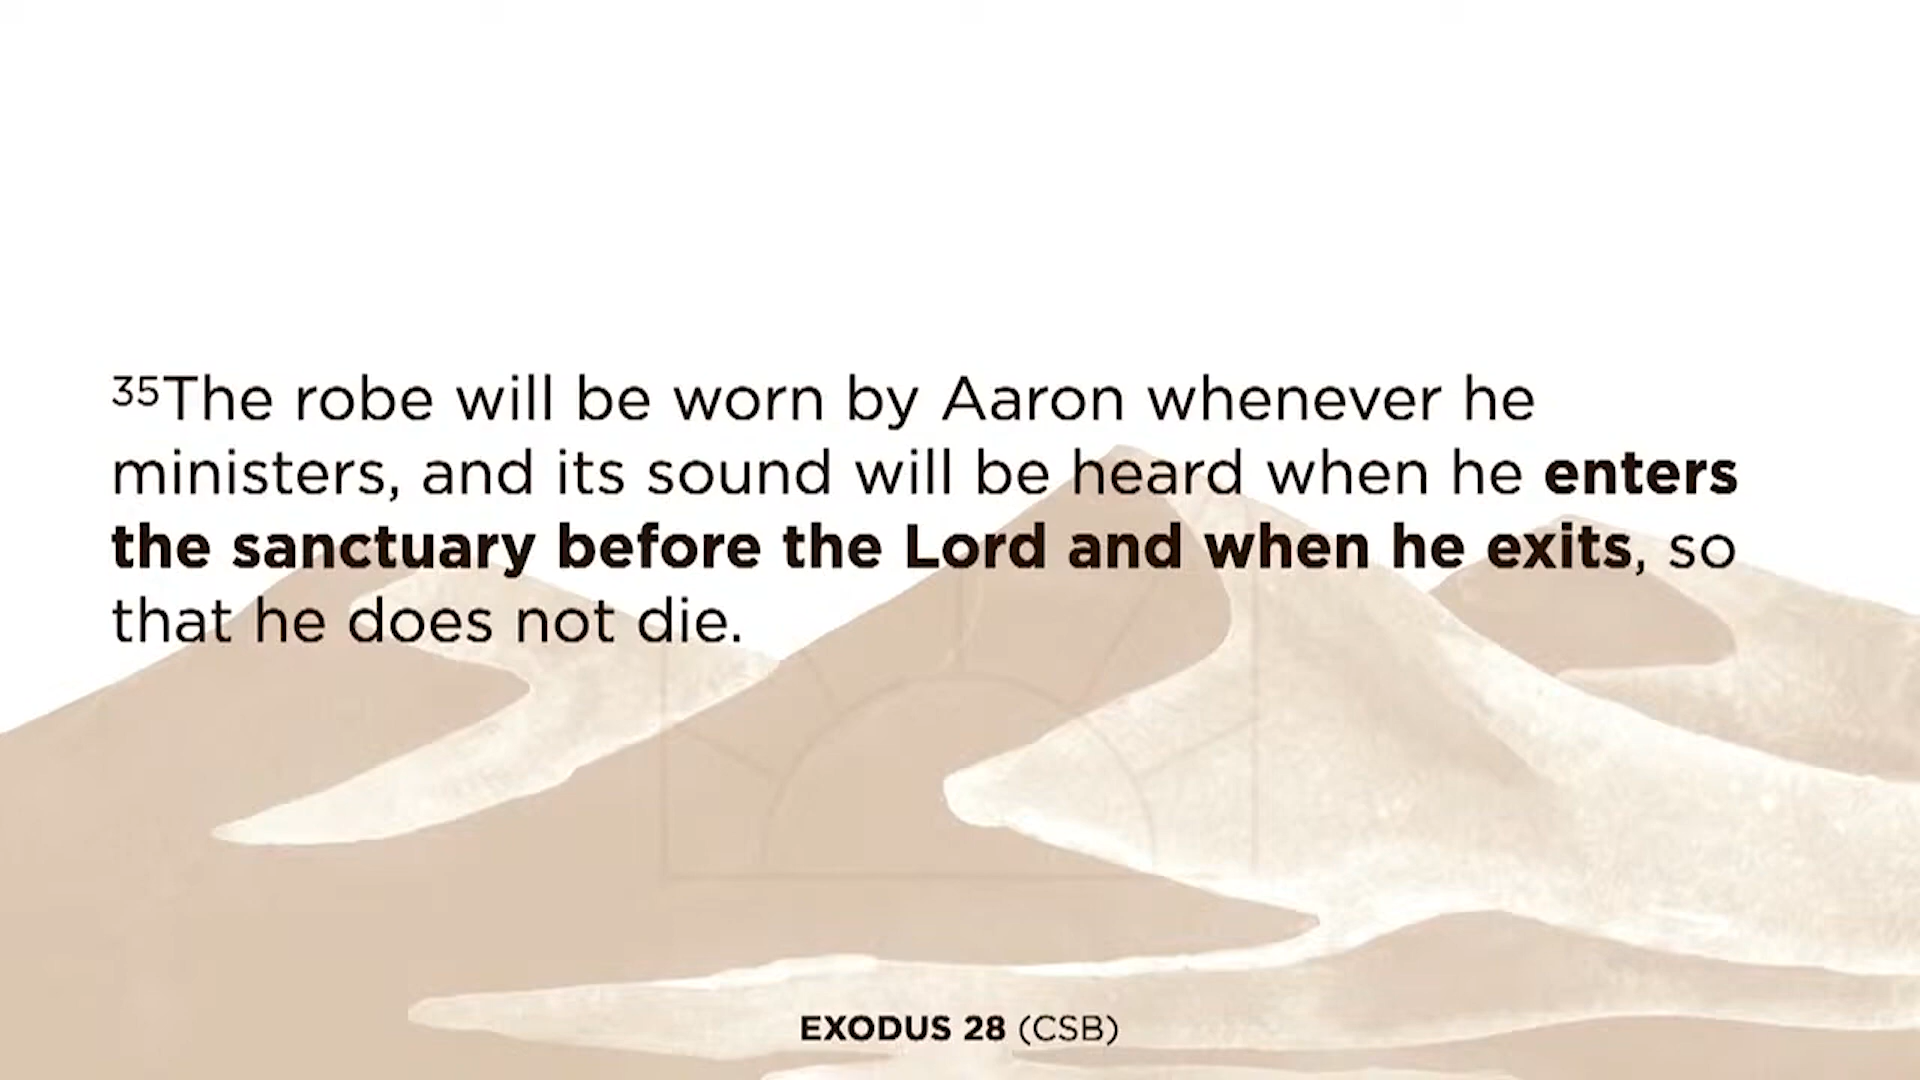 35The robe will be worn by Aaron whenever he
ministers, and its sound will be heard when he enters
the sanctuary before the Lord and when he exits, so
that he does not die.
EXODUS 28 (CSB)